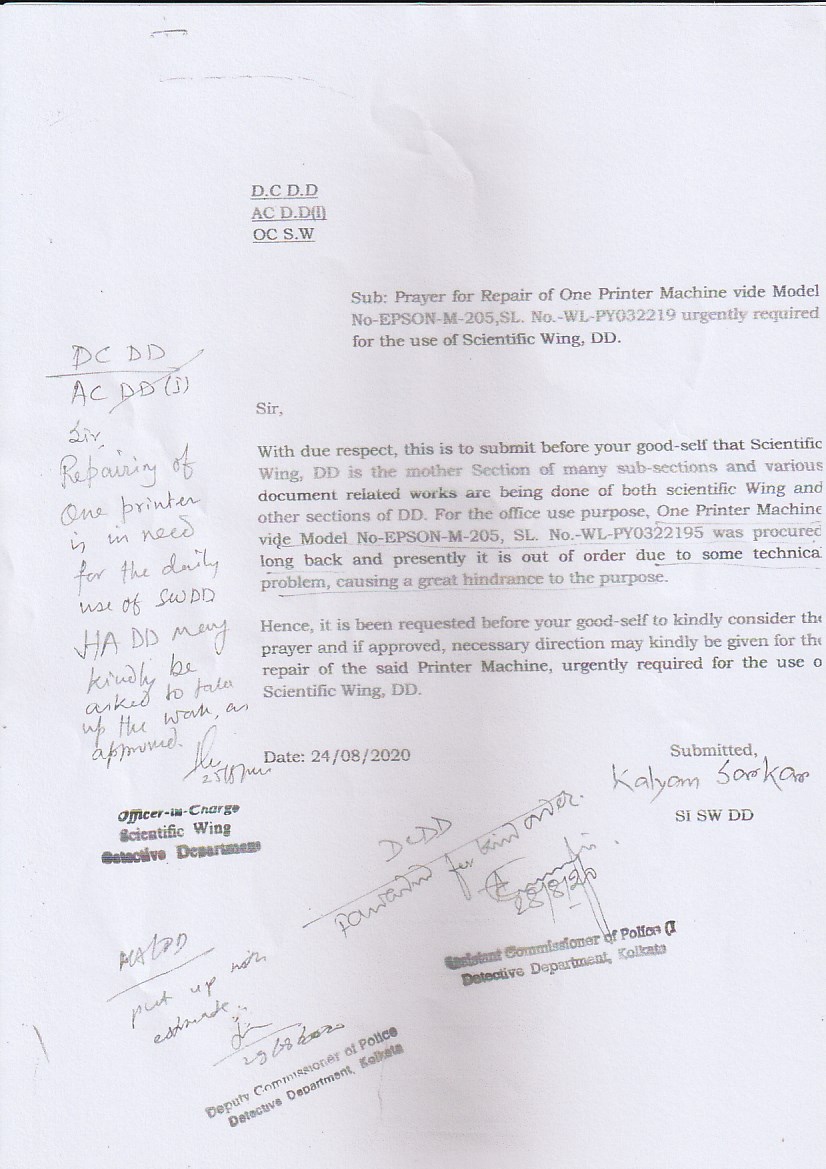 D.C D.D
AC D.D(I)
OC S.W
Sub: Prayer for Repair of One Printer Machine vide Model
No-EPSON-M-205,SL. No.-WL-PY032219 urgently required
for the use of Scientific Wing, DD.
Sir,
With due respect, this is to submit before your good-self that Scientific
Wing, DD is the mother Section of many sub-sections and various
document related works are being done of both scientific Wing and
other sections of DD. For the office use purpose, One Printer Machine
vide Model No-EPSON-M-205, SL. No.-WL-PY0322195 was procured
long back and presently it is out of order due to some technica
problem, causing a great hindrance to the purpose.
Hence, it is been requested before your good-self to kindly consider the
prayer and if approved, necessary direction may kindly be given for the
repair of the said Printer Machine, urgently required for the use o
Scientific Wing, DD.
Date: 24/08/2020
Submitted,
Kalyam Sarkar
SI SW DD
DC DD
AC DD (I)
Sir,
Repairing of
One printer
is in need
for the daily
use of SWDD
HA DD may
kindly be
asked to take
up the work, as
approved.
Officer-in-Charge
Scientific Wing
Detective Department
DCDD
Forwarded for kind order.
28/8/20
Assistant Commissioner of Police (I
Detective Department, Kolkata
HA DD
put up with
estimate.
29/08/2020
Deputy Commissioner of Police
Detective Department, Kolkata